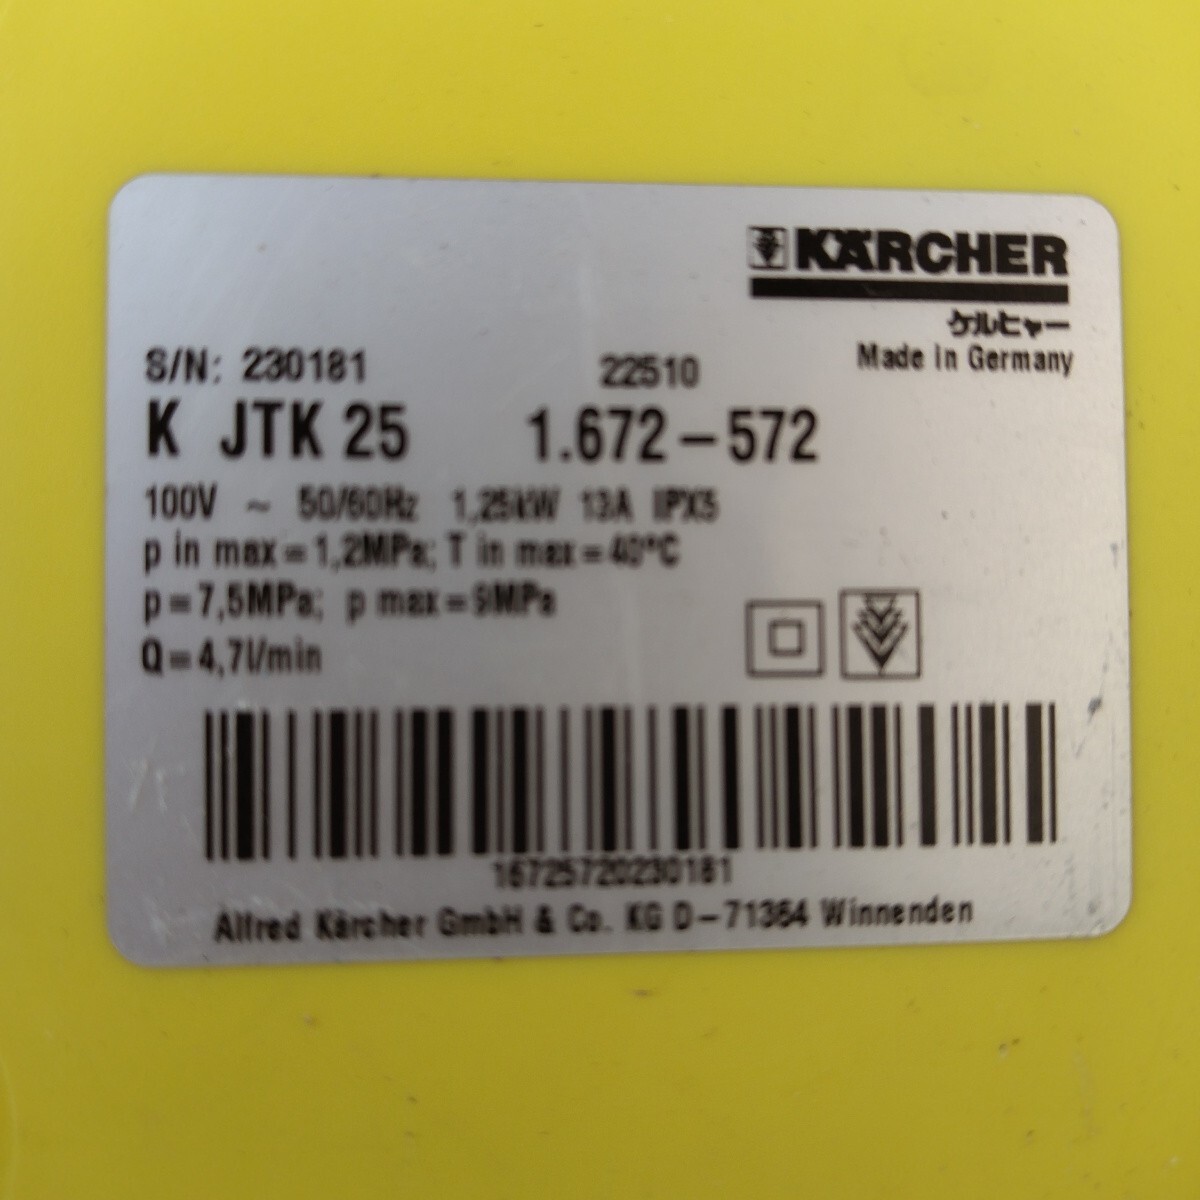 KÄRCHER
ケルヒャー
Made in Germany
S/N: 230181 22510
K JTK 25 1.672-572
100V ~ 50/60Hz 1,25kW 13A IPX5
p in max=1,2MPa; T in max=40°C
p=7,5MPa; p max=9MPa
Q=4,7l/min
16725720230181
Alfred Kärcher GmbH & Co. KG D-71364 Winnenden